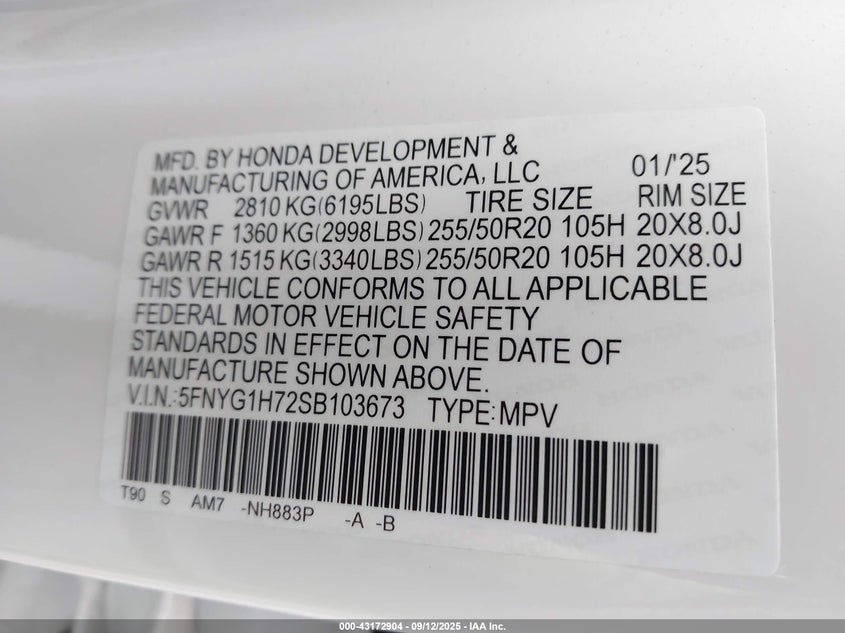 MFD. BY HONDA DEVELOPMENT &
MANUFACTURING OF AMERICA, LLC 01/'25
GVWR 2810 KG(6195LBS) TIRE SIZE RIM SIZE
GAWR F 1360 KG(2998LBS) 255/50R20 105H 20X8.0J
GAWR R 1515 KG(3340LBS) 255/50R20 105H 20X8.0J
THIS VEHICLE CONFORMS TO ALL APPLICABLE
FEDERAL MOTOR VEHICLE SAFETY
STANDARDS IN EFFECT ON THE DATE OF
MANUFACTURE SHOWN ABOVE.
V.I.N.:5FNYG1H72SB103673 TYPE:MPV
T90 S AM7 -NH883P -A -B
000-43172904 - 09/12/2025 - IAA Inc.